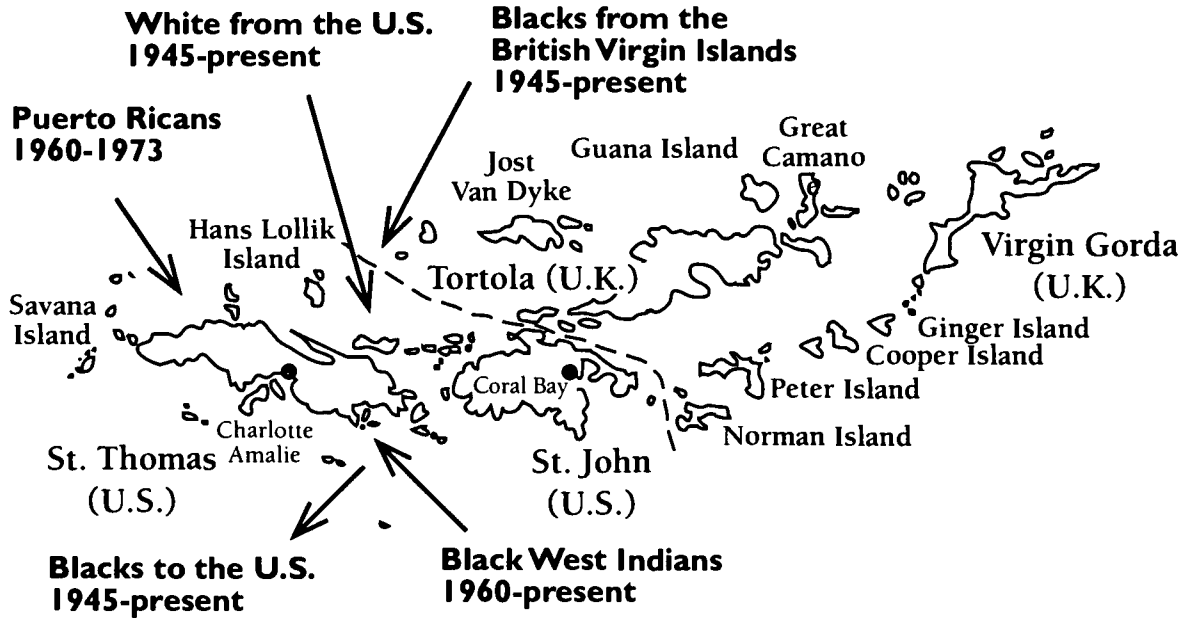 White from the U.S.
1945-present
Blacks from the
British Virgin Islands
1945-present
Puerto Ricans
1960-1973
Guana Island
Great
Camano
Jost
Van Dyke
Hans Lollik
Island
Tortola (U.K.)
Virgin Gorda
(U.K.)
Savana
Island
Ginger Island
Cooper Island
Coral Bay
Peter Island
Charlotte
Amalie
Norman Island
St. Thomas
(U.S.)
St. John
(U.S.)
Blacks to the U.S.
1945-present
Black West Indians
1960-present